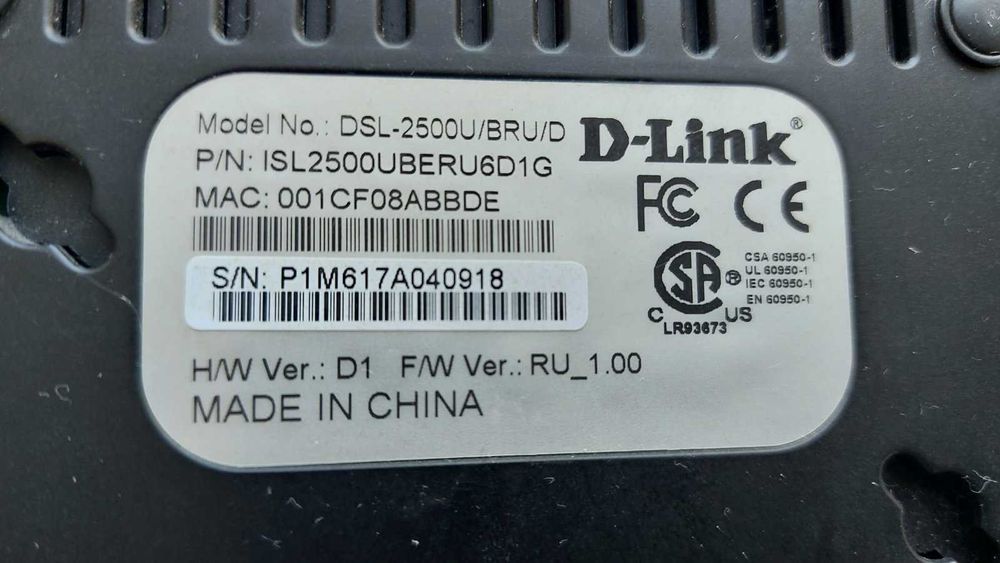 Model No.: DSL-2500U/BRU/D
P/N: ISL2500UBERU6D1G
MAC: 001CF08ABBDE
S/N: P1M617A040918
H/W Ver.: D1 F/W Ver.: RU_1.00
MADE IN CHINA
D-Link®
FC CE
CSA 60950-1
UL 60950-1
IEC 60950-1
EN 60950-1
SA ®
C US
LR93673